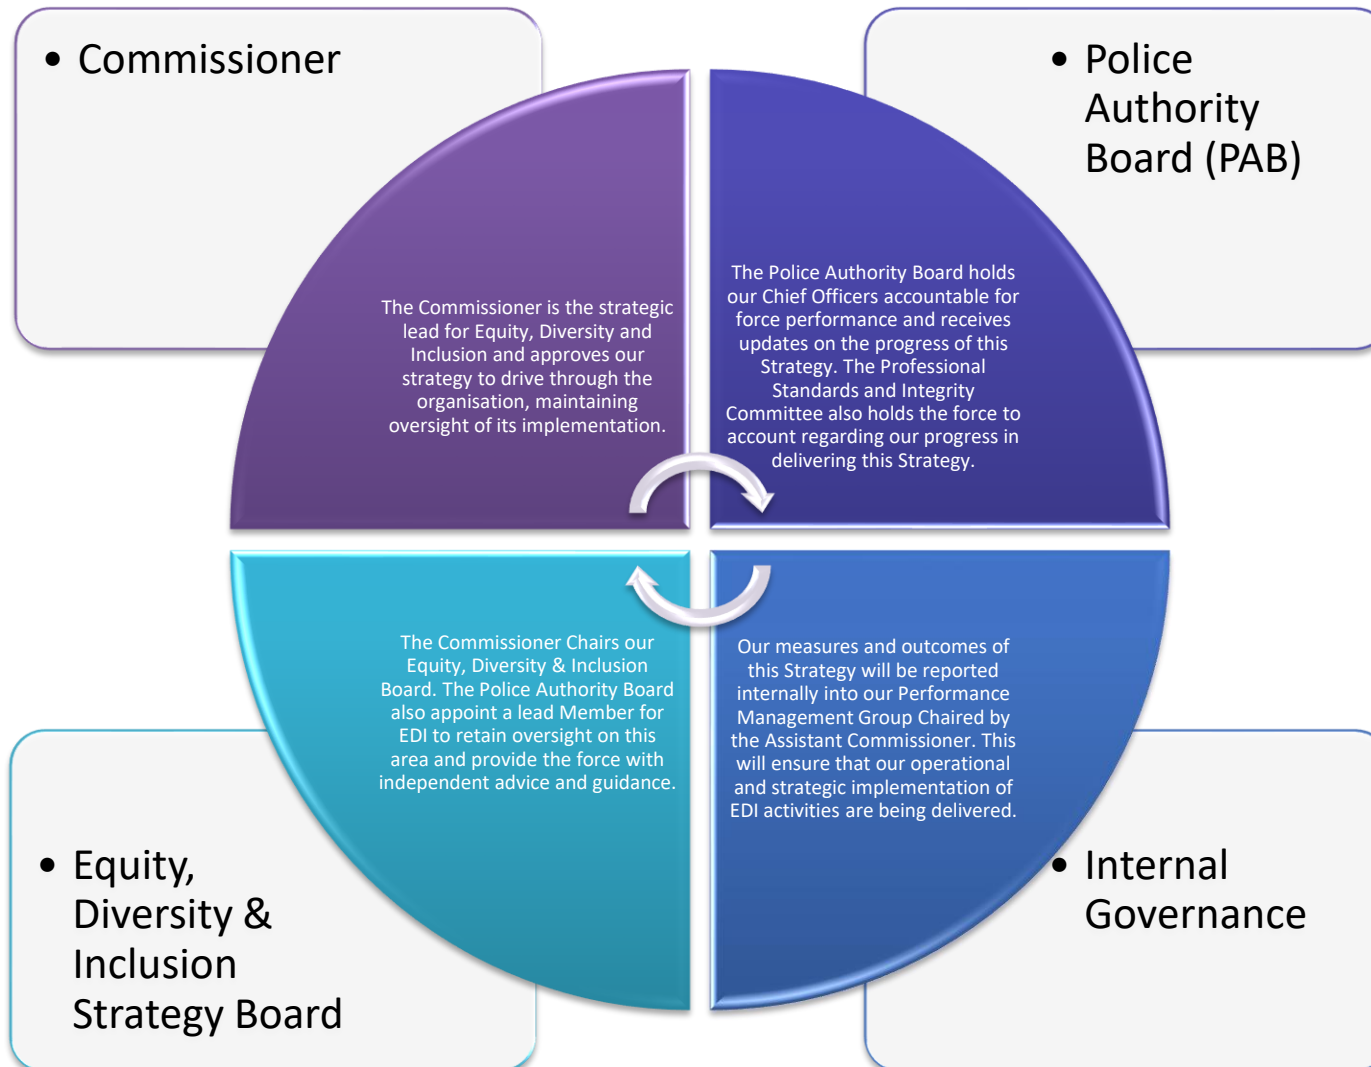 • Commissioner
The Commissioner is the strategic
lead for Equity, Diversity and
Inclusion and approves our
strategy to drive through the
organisation, maintaining
oversight of its implementation.
• Police
Authority
Board (PAB)
The Police Authority Board holds
our Chief Officers accountable for
force performance and receives
updates on the progress of this
Strategy. The Professional
Standards and Integrity
Committee also holds the force to
account regarding our progress in
delivering this Strategy.
The Commissioner Chairs our
Equity, Diversity & Inclusion
Board. The Police Authority Board
also appoint a lead Member for
EDI to retain oversight on this
area and provide the force with
independent advice and guidance.
• Equity,
Diversity &
Inclusion
Strategy Board
Our measures and outcomes of
this Strategy will be reported
internally into our Performance
Management Group Chaired by
the Assistant Commissioner. This
will ensure that our operational
and strategic implementation of
EDI activities are being delivered.
• Internal
Governance